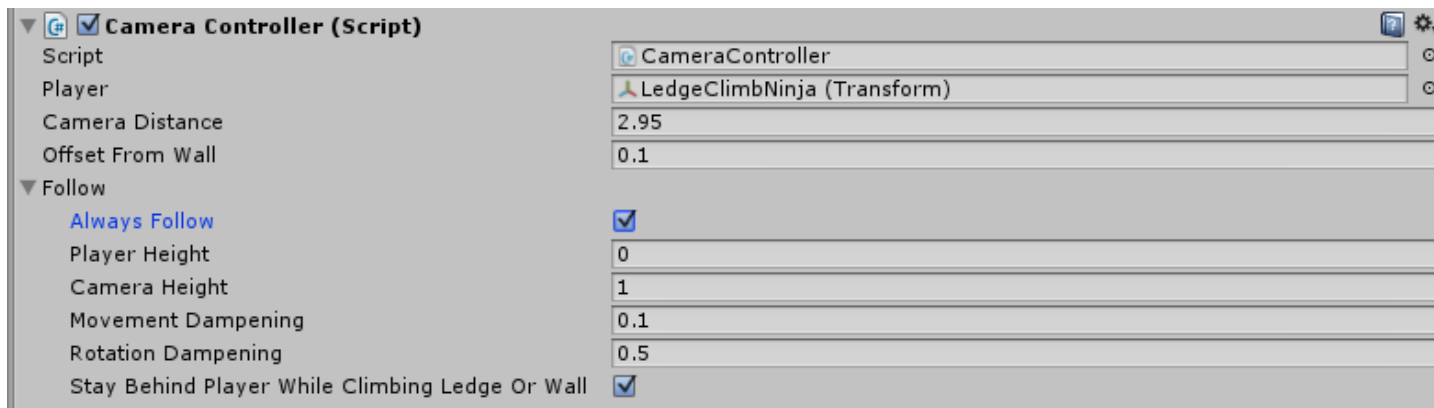 Camera Controller (Script)
Script CameraController
Player LedgeClimbNinja (Transform)
Camera Distance 2.95
Offset From Wall 0.1
Follow
Always Follow
Player Height 0
Camera Height 1
Movement Dampening 0.1
Rotation Dampening 0.5
Stay Behind Player While Climbing Ledge Or Wall